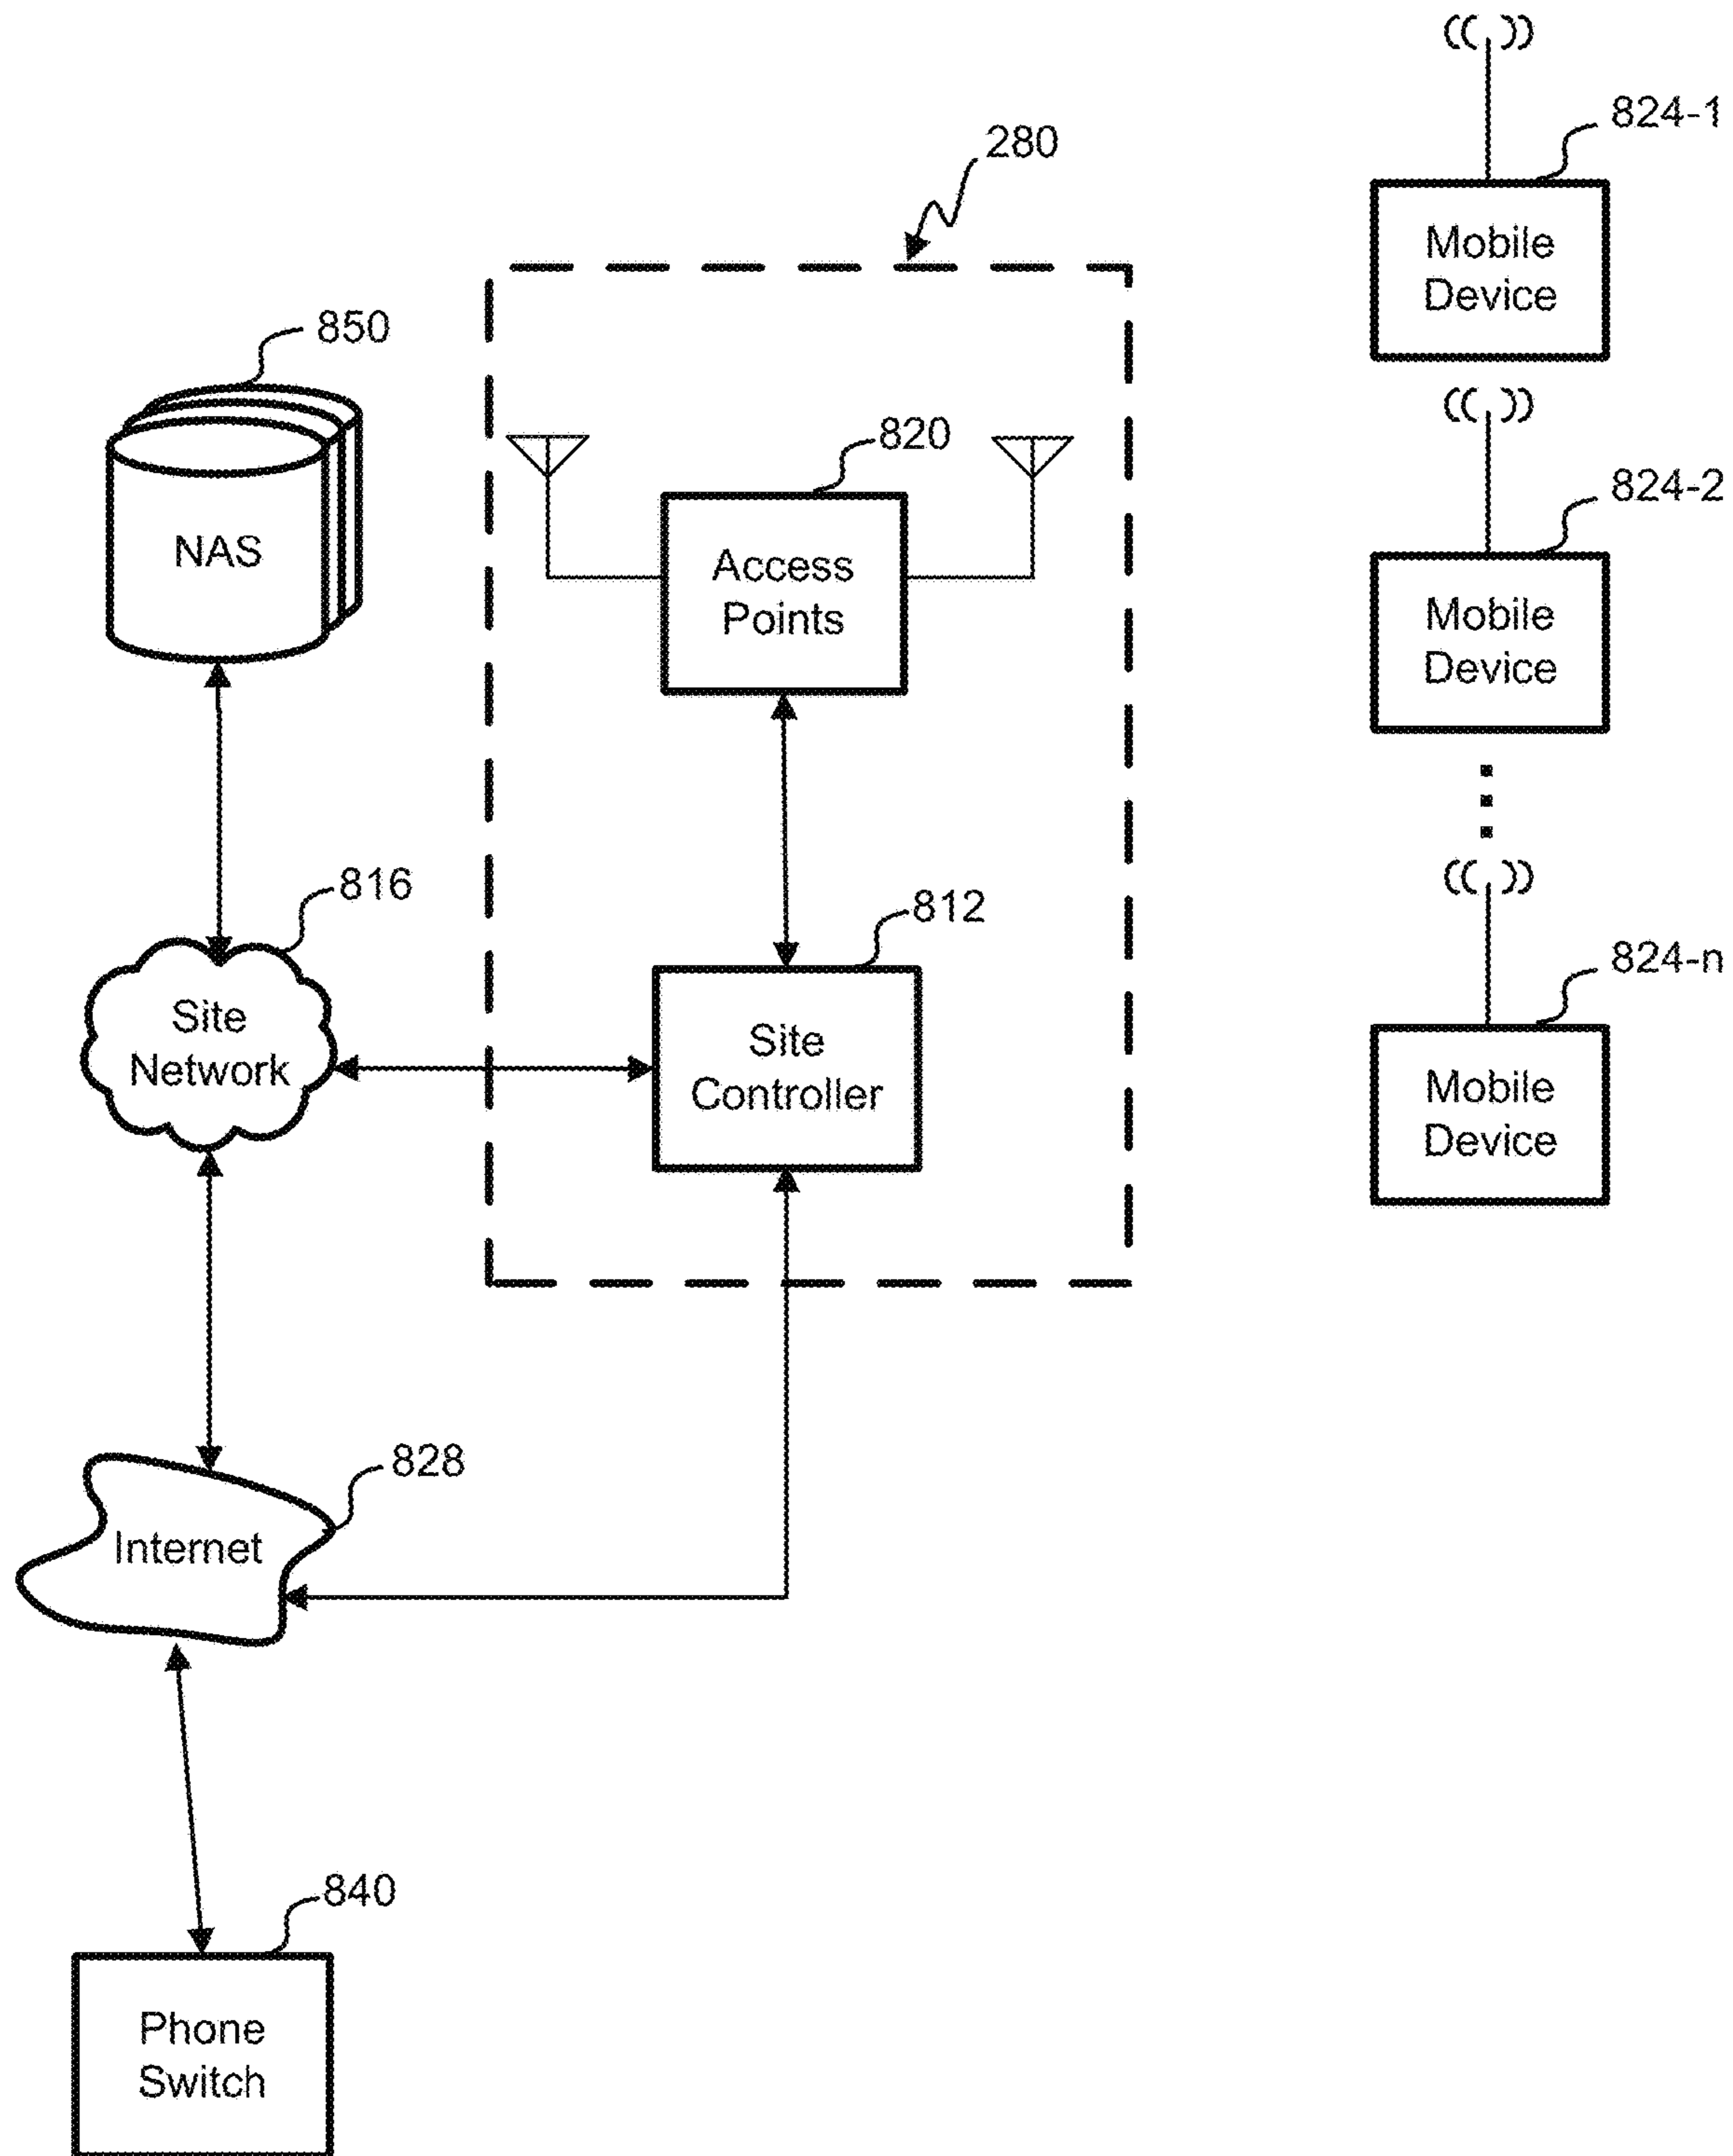 824-1
280
Mobile
Device
850
820
824-2
NAS
Access
Points
Mobile
Device
816
812
824-n
Site
Network
Site
Controller
Mobile
Device
828
Internet
840
Phone
Switch